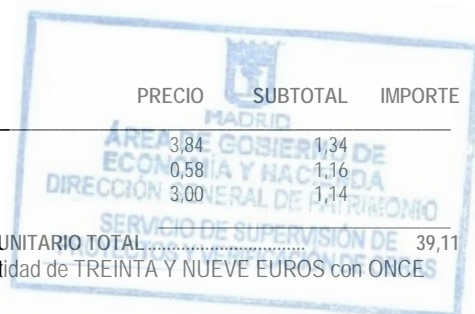 PRECIO SUBTOTAL IMPORTE
MADRID
ÁREA DE GOBIERNO DE
3,84 1,34
ECONOMÍA Y HACIENDA
0,58 1,16
DIRECCIÓN GENERAL DE PATRIMONIO
3,00 1,14
SERVICIO DE SUPERVISIÓN DE
UNITARIO TOTAL .............................. 39,11
PROYECTOS Y
tidad de TREINTA Y NUEVE EUROS con ONCE